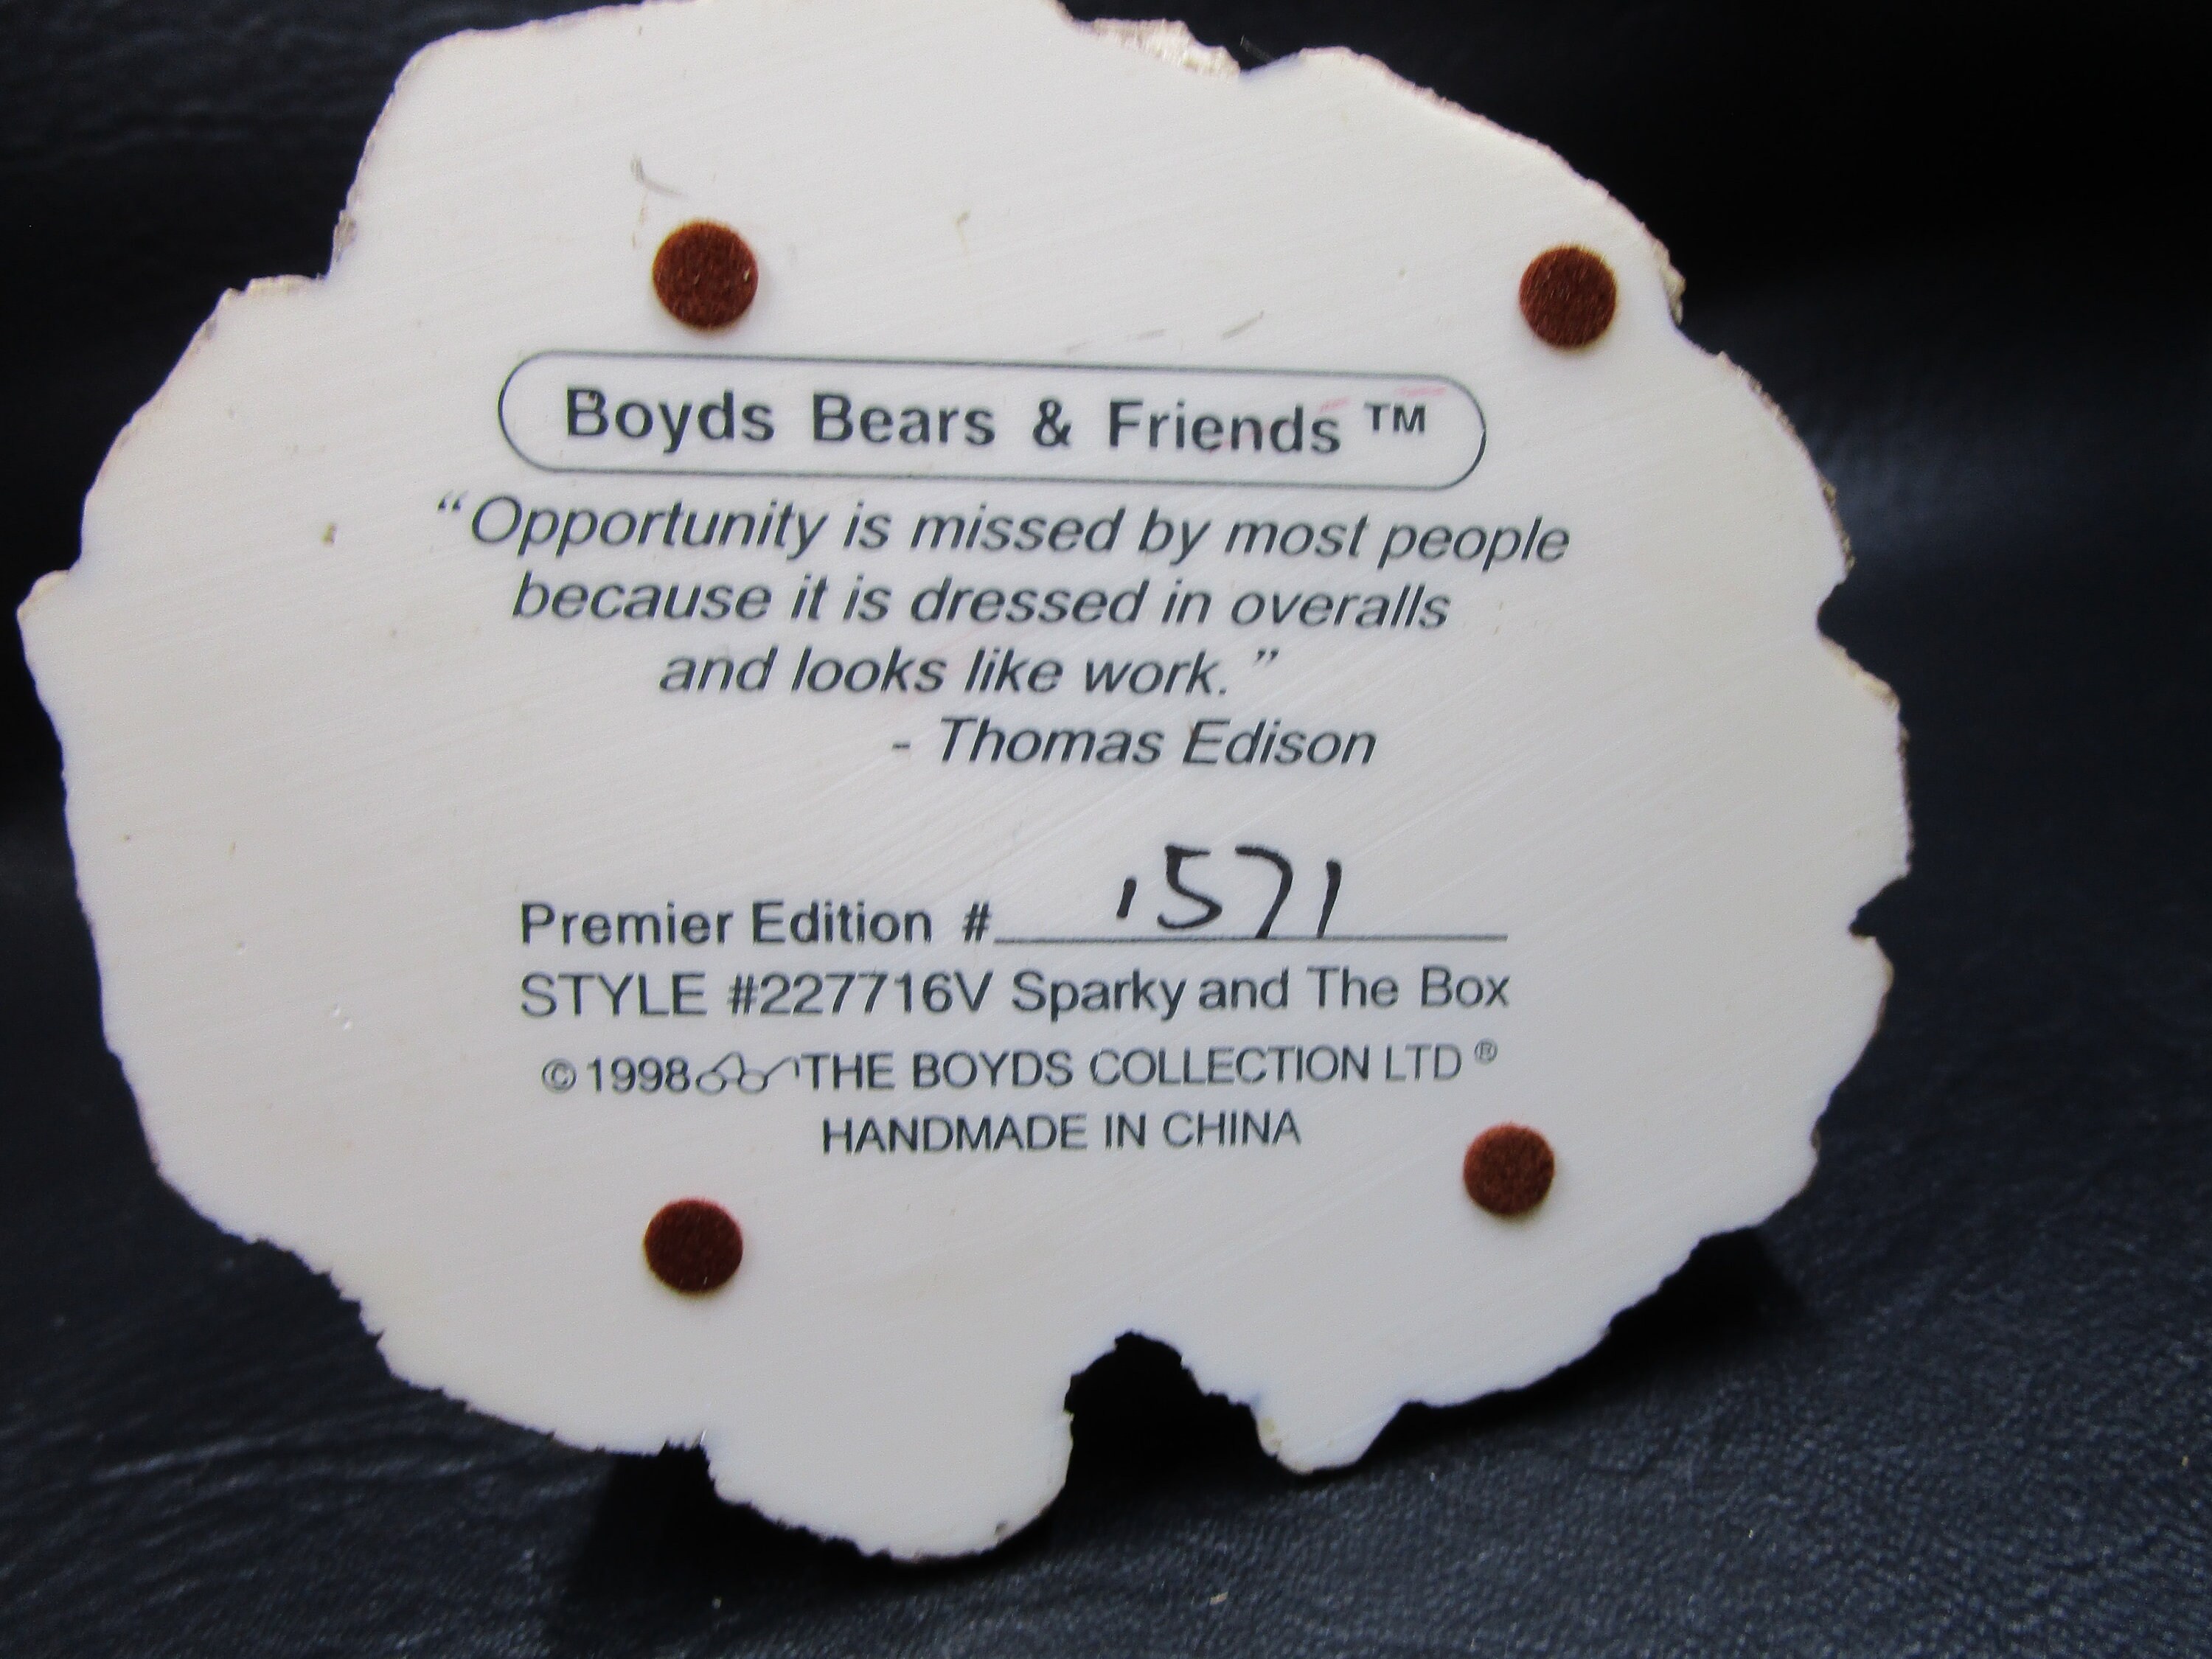 Boyds Bears & Friends™
“Opportunity is missed by most people
because it is dressed in overalls
and looks like work.”
- Thomas Edison
Premier Edition # 1571
STYLE #227716V Sparky and The Box
©1998 THE BOYDS COLLECTION LTD®
HANDMADE IN CHINA